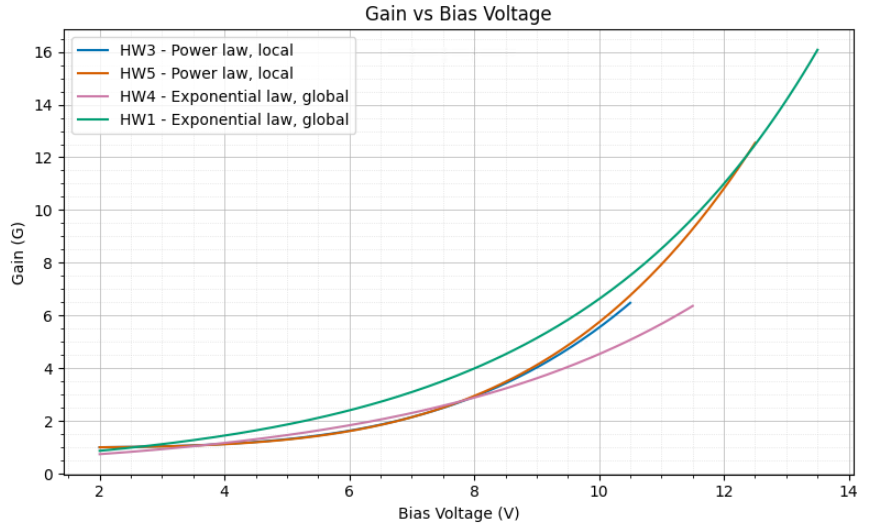 Gain vs Bias Voltage
HW3 - Power law, local
HW5 - Power law, local
HW4 - Exponential law, global
HW1 - Exponential law, global
Gain (G)
16
14
12
10
8
6
4
2
0
2 4 6 8 10 12 14
Bias Voltage (V)